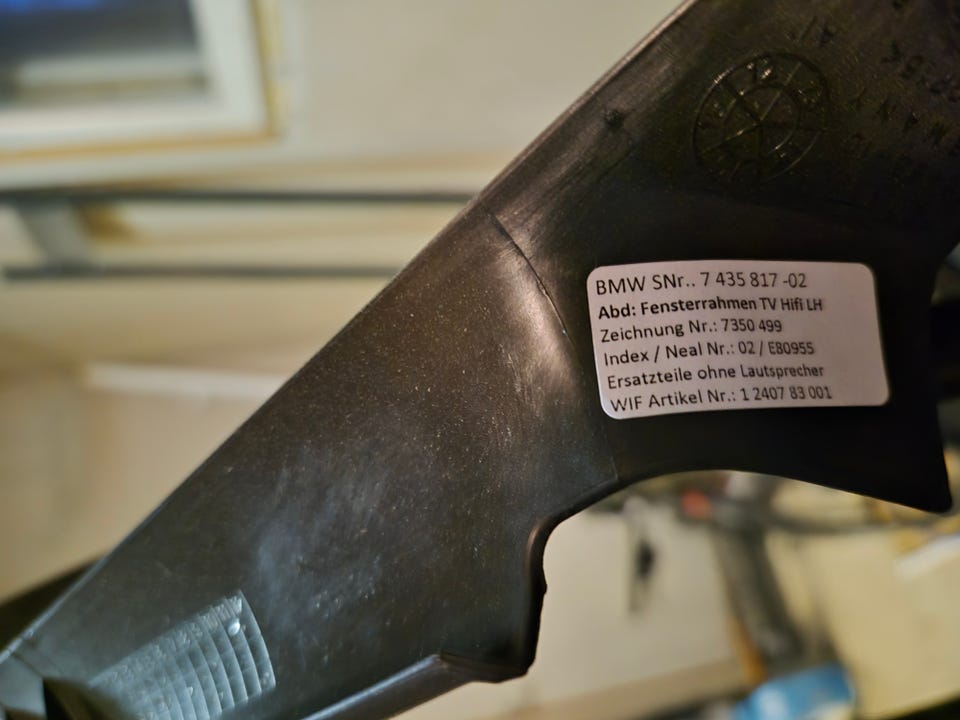 BMW SNr.. 7 435 817 -02
Abd: Fensterrahmen TV Hifi LH
Zeichnung Nr.: 7350 499
Index / Neal Nr.: 02 / E80955
Ersatzteile ohne Lautsprecher
WIF Artikel Nr.: 1 2407 83 001